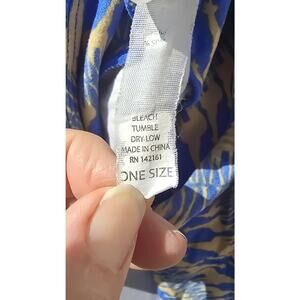 BLEACH
TUMBLE
DRY-LOW
MADE IN CHINA
RN 142161
ONE SIZE